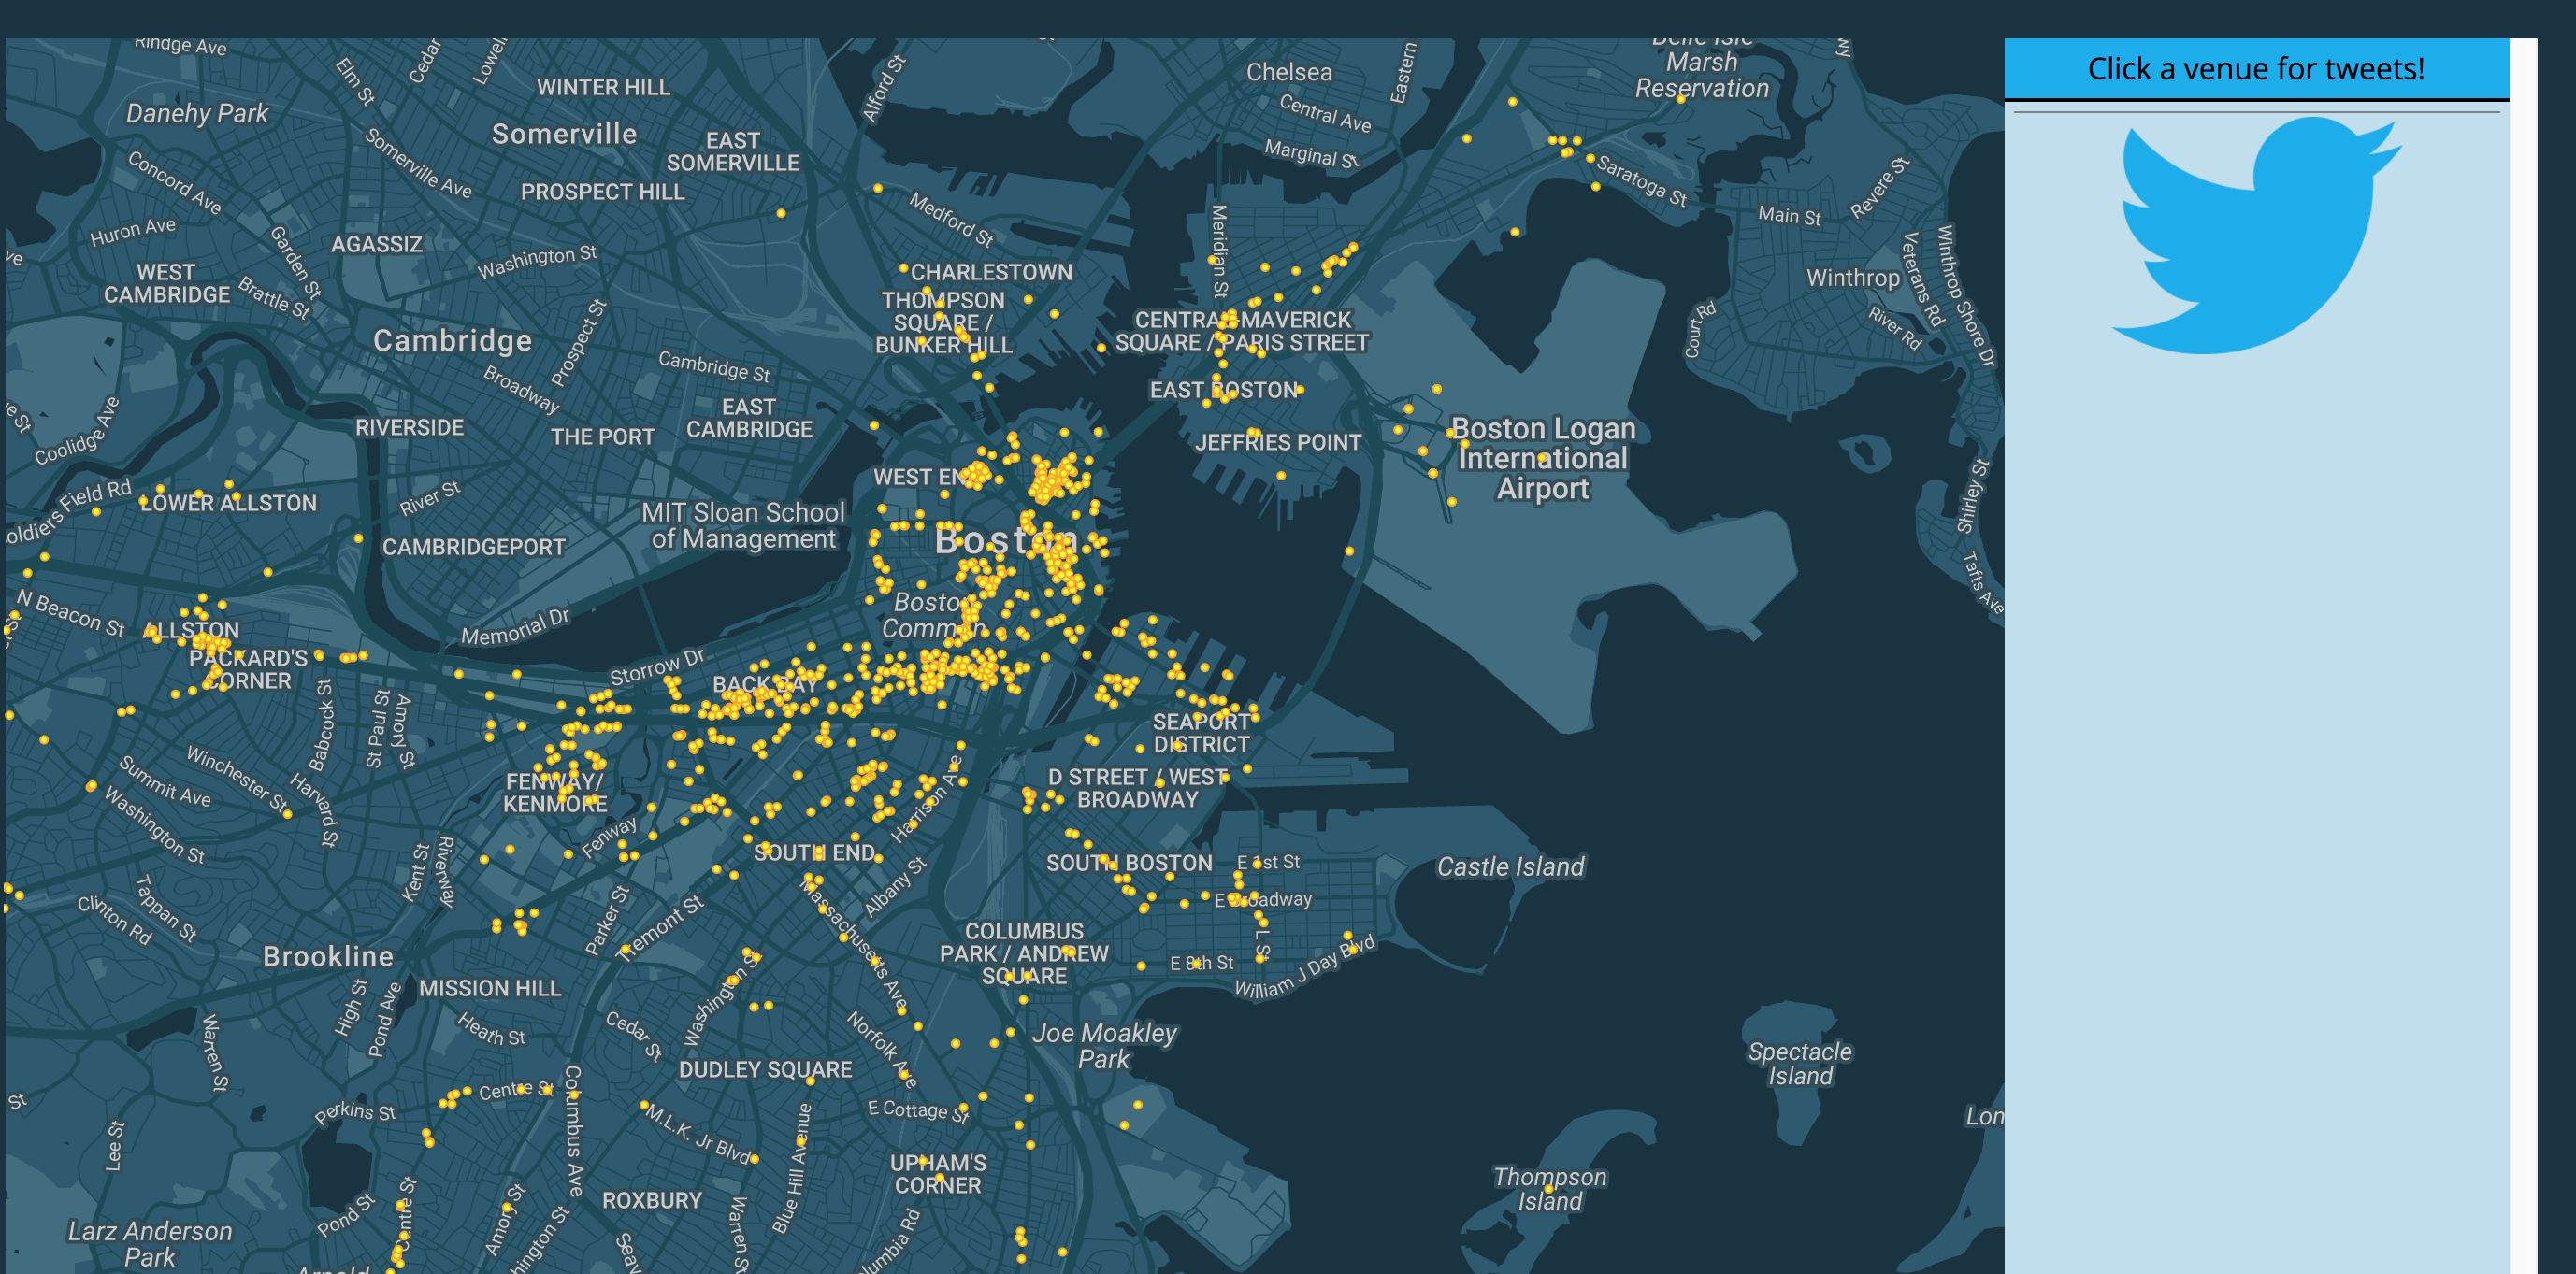 Click a venue for tweets!
Rindge Ave
Elm St
Cedar
Lowell
WINTER HILL
Alford St
Chelsea
Eastern
Belle Isle
Marsh
Reservation
Danehy Park
Somerville
EAST
SOMERVILLE
Central Ave
Marginal St
Concord Ave
Somerville Ave
PROSPECT HILL
Medford St
Meridian St
Saratoga St
Main St
Revere St
Huron Ave
Garden St
AGASSIZ
Washington St
WEST
CAMBRIDGE
Brattle St
CHARLESTOWN
THOMPSON
SQUARE /
BUNKER HILL
CENTRAL-MAVERICK
SQUARE / PARIS STREET
Winthrop
Veterans Rd
Winthrop Shore Dr
River Rd
Court Rd
Cambridge
Prospect St
Broadway
Cambridge St
EAST
CAMBRIDGE
EAST BOSTON
Coolidge Ave
RIVERSIDE
THE PORT
JEFFRIES POINT
Boston Logan
International
Airport
WEST EN
Soldiers Field Rd
LOWER ALLSTON
River St
MIT Sloan School
of Management
Shirley St
CAMBRIDGEPORT
Boston
Tafts Ave
N Beacon St
ALLSTON
Memorial Dr
Boston
Common
PACKARD'S
CORNER
Storrow Dr
BACK BAY
Babcock St
St Paul St
Amory St
SEAPORT
DISTRICT
Summit Ave
Winchester St
Harvard St
FENWAY/
KENMORE
D STREET / WEST
BROADWAY
Washington St
Harrison Ave
Fenway
SOUTH END
SOUTH BOSTON
E 1st St
Castle Island
Kent St
Riverway
Tappan St
Clinton Rd
Parker St
Tremont St
Massachusetts Ave
Albany St
E Broadway
L St
Brookline
COLUMBUS
PARK / ANDREW
SQUARE
E 8th St
William J Day Blvd
MISSION HILL
High St
Pond Ave
Washington St
Warren St
Heath St
Cedar St
Norfolk Ave
Joe Moakley
Park
Spectacle
Island
DUDLEY SQUARE
St
Perkins St
Centre St
Columbus Ave
M.L.K. Jr Blvd
E Cottage St
Lee St
Blue Hill Avenue
UPHAM'S
CORNER
Thompson
Island
Lon
Larz Anderson
Park
Pond St
Centre St
Amory St
ROXBURY
Warren St